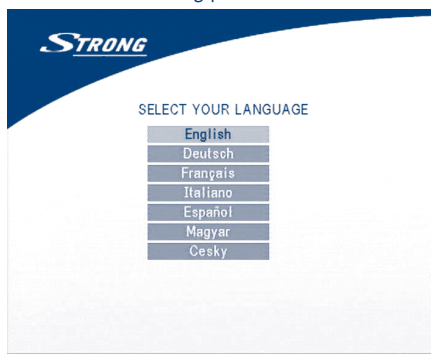 STRONG
SELECT YOUR LANGUAGE
English
Deutsch
Français
Italiano
Español
Magyar
Cesky